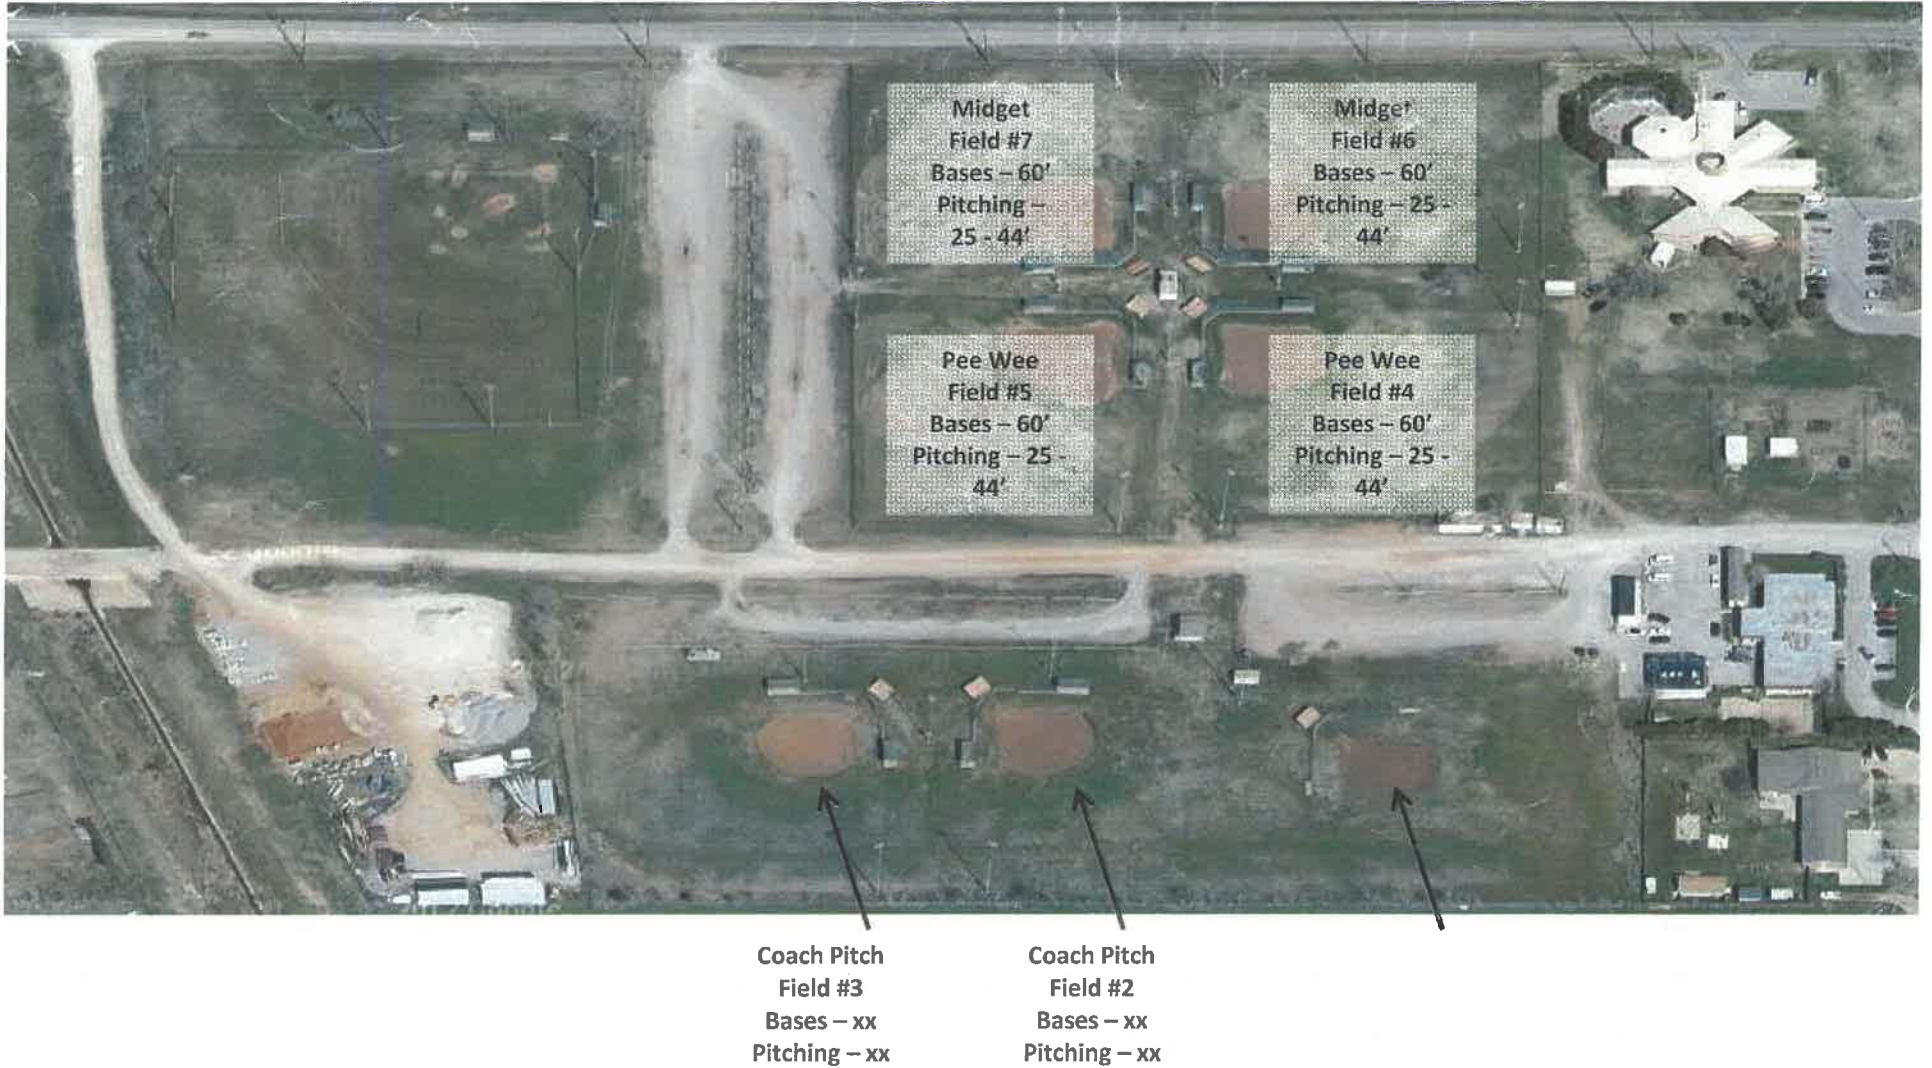 Midget
Field #7
Bases – 60’
Pitching –
25 - 44’
Midget
Field #6
Bases – 60’
Pitching – 25 -
44’
Pee Wee
Field #5
Bases – 60’
Pitching – 25 -
44’
Pee Wee
Field #4
Bases – 60’
Pitching – 25 -
44’
Coach Pitch
Field #3
Bases – xx
Pitching – xx
Coach Pitch
Field #2
Bases – xx
Pitching – xx